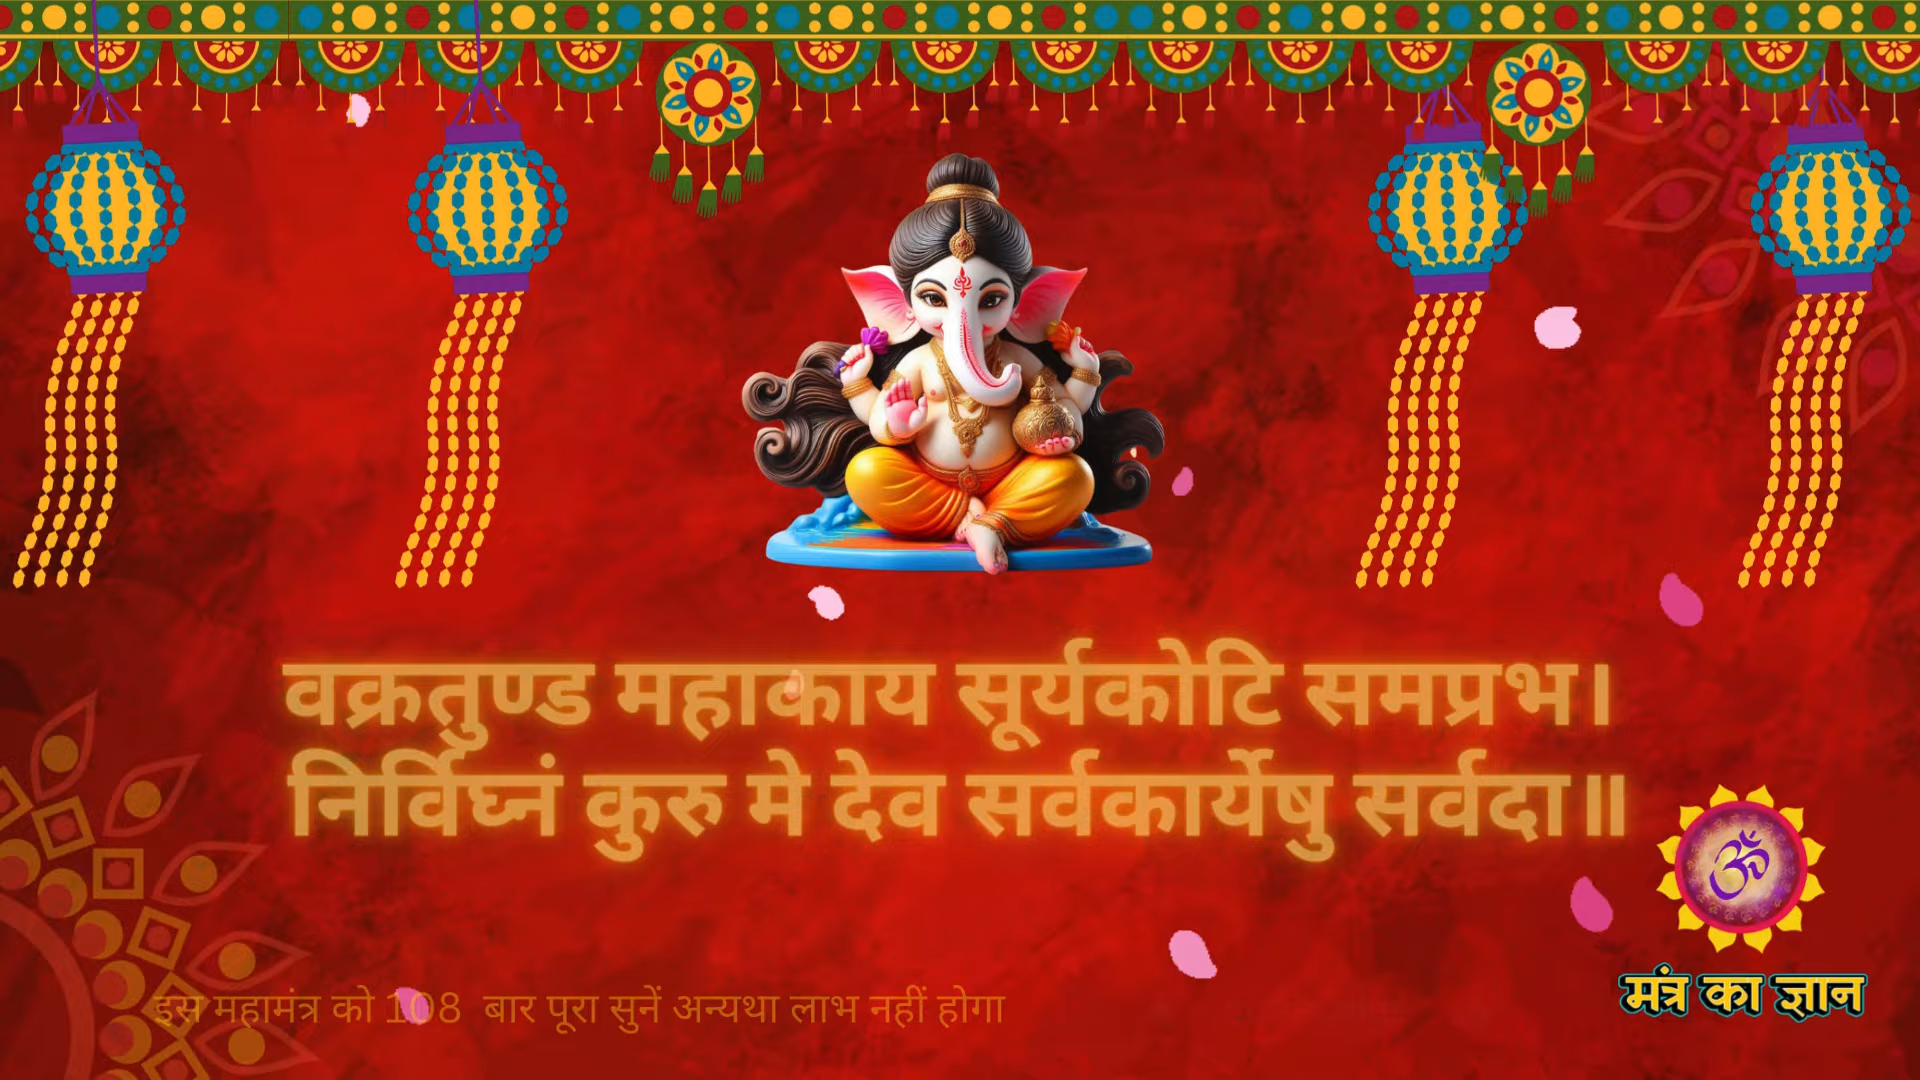 वक्रतुण्ड महाकाय सूर्यकोटि समप्रभ।
निर्विघ्नं कुरु मे देव सर्वकार्येषु सर्वदा॥
ॐ
मंत्र का ज्ञान
इस महामंत्र को 108 बार पूरा सुनें अन्यथा लाभ नहीं होगा